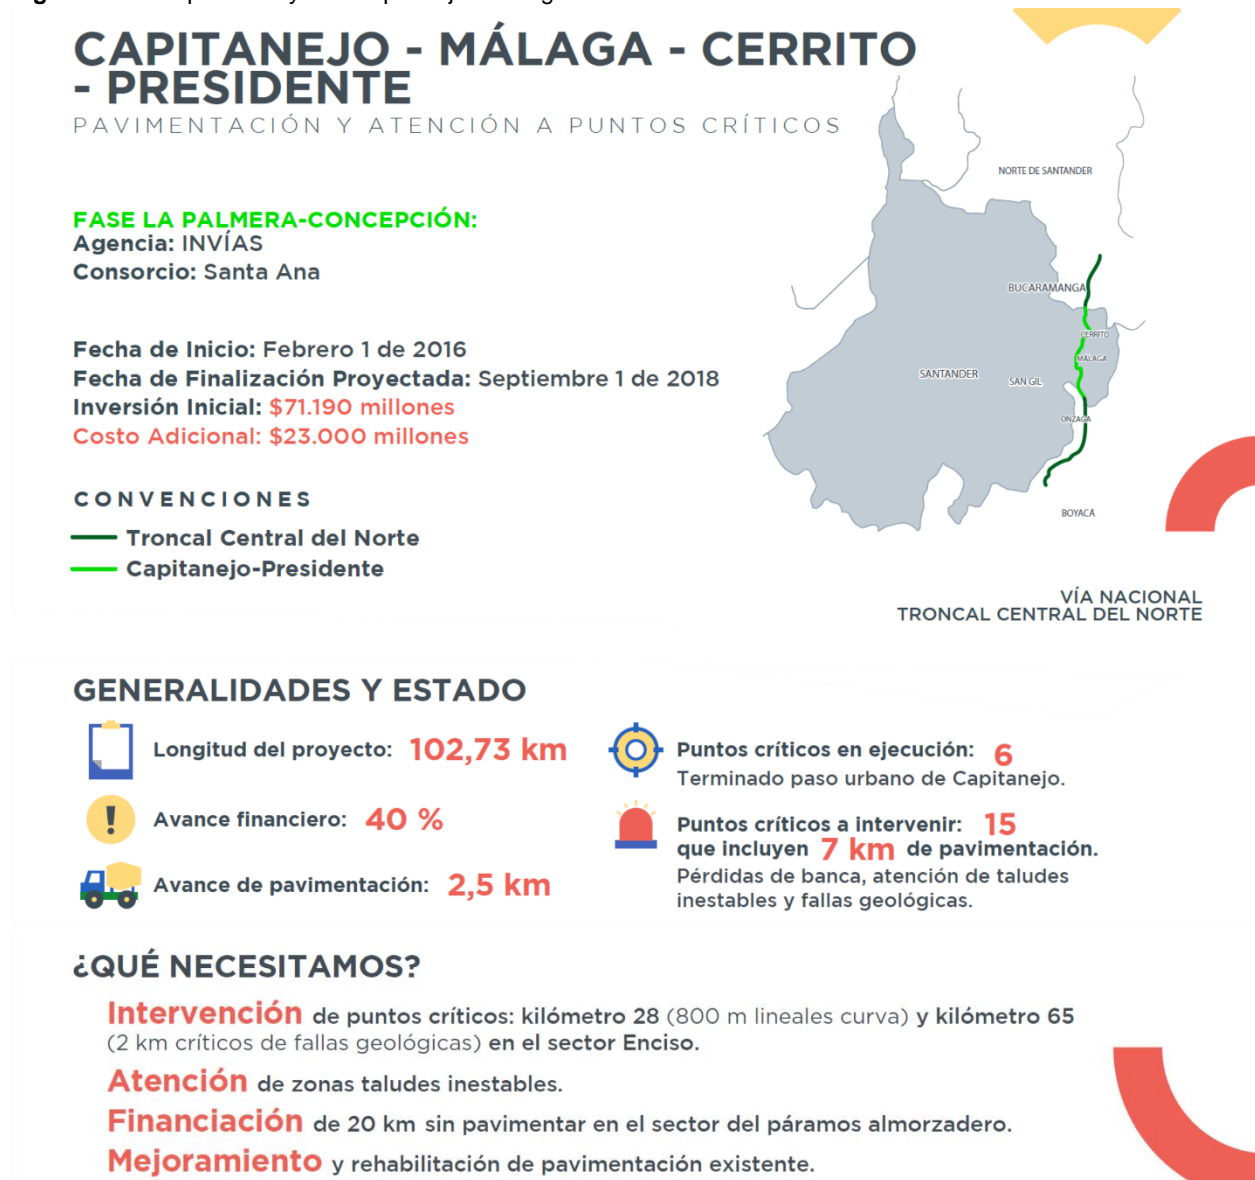 CAPITANEJO - MÁLAGA - CERRITO
- PRESIDENTE
PAVIMENTACIÓN Y ATENCIÓN A PUNTOS CRÍTICOS
FASE LA PALMERA-CONCEPCIÓN:
Agencia: INVÍAS
Consorcio: Santa Ana
Fecha de Inicio: Febrero 1 de 2016
Fecha de Finalización Proyectada: Septiembre 1 de 2018
Inversión Inicial: $71.190 millones
Costo Adicional: $23.000 millones
CONVENCIONES
Troncal Central del Norte
Capitanejo-Presidente
NORTE DE SANTANDER
BUCARAMANGA
CERRITO
MÁLAGA
SANTANDER
SAN GIL
ONZAGA
BOYACA
VÍA NACIONAL
TRONCAL CENTRAL DEL NORTE
GENERALIDADES Y ESTADO
Longitud del proyecto: 102,73 km
Avance financiero: 40 %
Avance de pavimentación: 2,5 km
Puntos críticos en ejecución: 6
Terminado paso urbano de Capitanejo.
Puntos críticos a intervenir: 15
que incluyen 7 km de pavimentación.
Pérdidas de banca, atención de taludes
inestables y fallas geológicas.
¿QUÉ NECESITAMOS?
Intervención de puntos críticos: kilómetro 28 (800 m lineales curva) y kilómetro 65
(2 km críticos de fallas geológicas) en el sector Enciso.
Atención de zonas taludes inestables.
Financiación de 20 km sin pavimentar en el sector del páramos almorzadero.
Mejoramiento y rehabilitación de pavimentación existente.